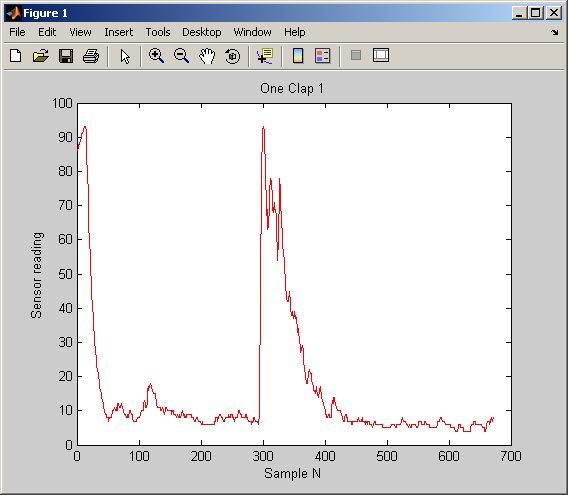 Figure 1
File Edit View Insert Tools Desktop Window Help
One Clap 1
100
90
80
70
60
50
40
30
20
10
0
Sensor reading
0 100 200 300 400 500 600 700
Sample N